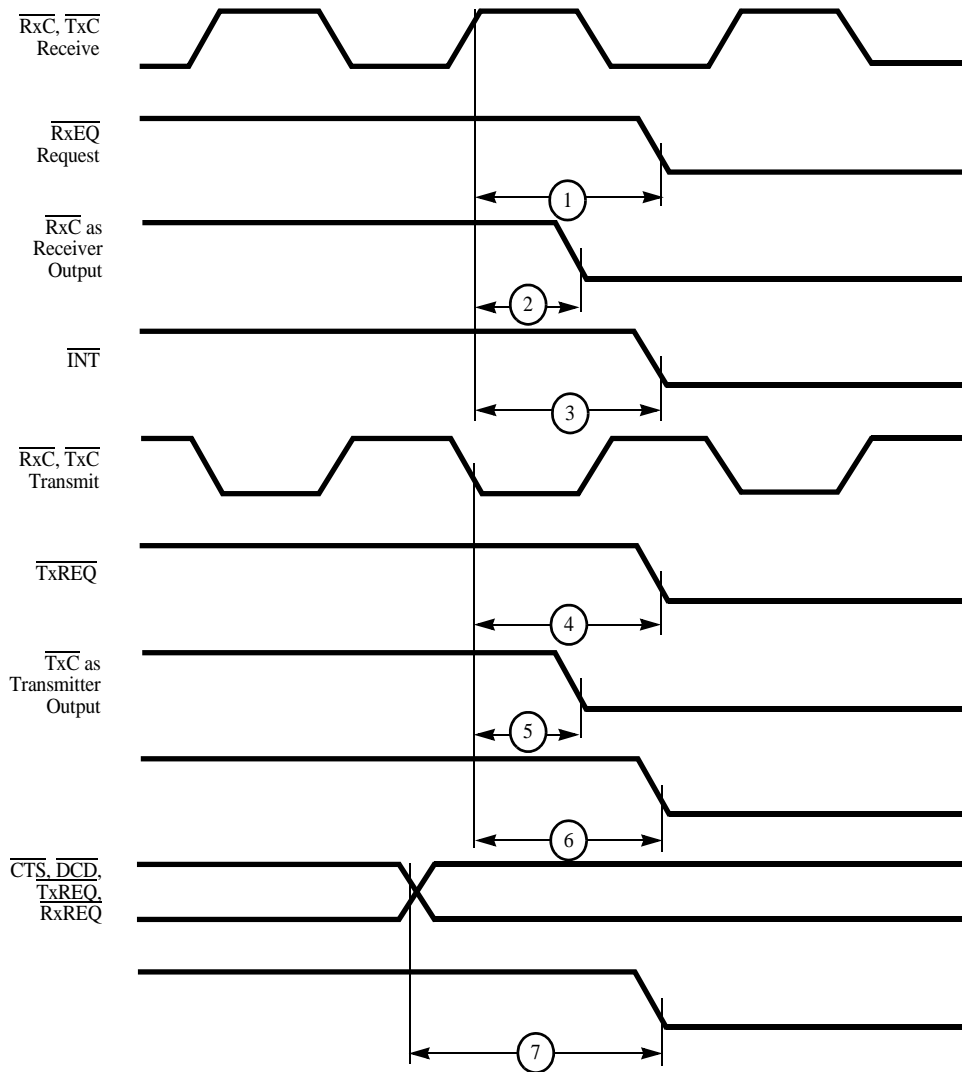 RxC, TxC
Receive
RxEQ
Request
1
RxC as
Receiver
Output
2
INT
3
RxC, TxC
Transmit
TxREQ
4
TxC as
Transmitter
Output
5
6
CTS, DCD,
TxREQ,
RxREQ
7